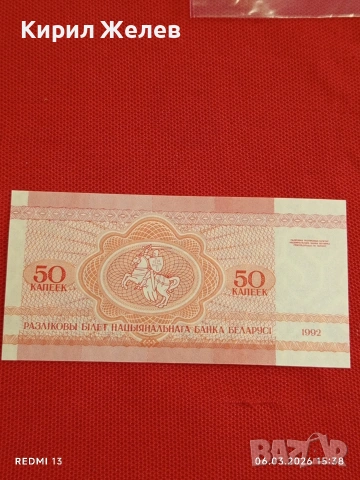 Кирил Желев
50
КАПЕЕК
50
КАПЕЕК
РАЗЛІКОВЫ БІЛЕТ НАЦЫЯНАЛЬНАГА БАНКА БЕЛАРУСІ 1992
REDMI 13
06.03.2026 15:38
БАЗАР